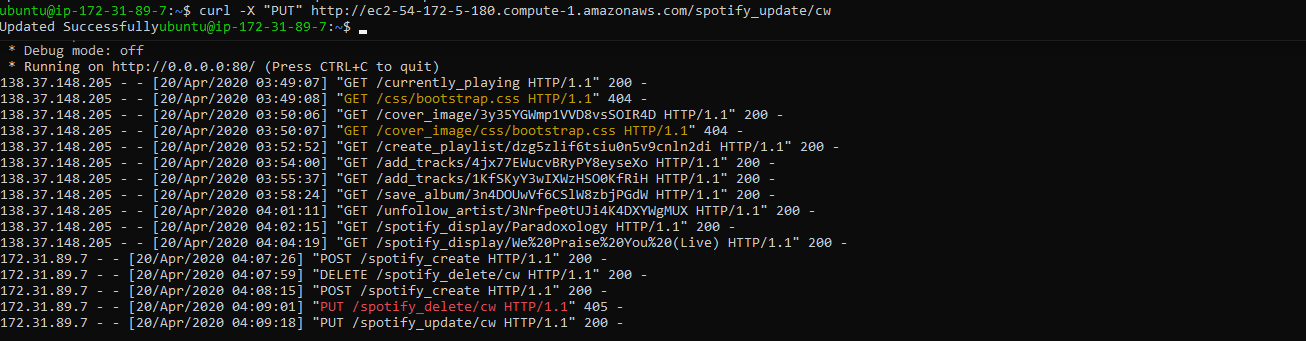 ubuntu@ip-172-31-89-7:~$ curl -X "PUT" http://ec2-54-172-5-180.compute-1.amazonaws.com/spotify_update/cw
Updated Successfullyubuntu@ip-172-31-89-7:~$
* Debug mode: off
* Running on http://0.0.0.0:80/ (Press CTRL+C to quit)
138.37.148.205 - - [20/Apr/2020 03:49:07] "GET /currently_playing HTTP/1.1" 200 -
138.37.148.205 - - [20/Apr/2020 03:49:08] "GET /css/bootstrap.css HTTP/1.1" 404 -
138.37.148.205 - - [20/Apr/2020 03:50:06] "GET /cover_image/3y35YGWmp1VVD8vsSOIR4D HTTP/1.1" 200 -
138.37.148.205 - - [20/Apr/2020 03:50:07] "GET /cover_image/css/bootstrap.css HTTP/1.1" 404 -
138.37.148.205 - - [20/Apr/2020 03:52:52] "GET /create_playlist/dzg5zlif6tsiu0n5v9cnln2di HTTP/1.1" 200 -
138.37.148.205 - - [20/Apr/2020 03:54:00] "GET /add_tracks/4jx77EWucvBRyPY8eyseXo HTTP/1.1" 200 -
138.37.148.205 - - [20/Apr/2020 03:55:37] "GET /add_tracks/1KfSKyY3wIXWzHSO0KfRiH HTTP/1.1" 200 -
138.37.148.205 - - [20/Apr/2020 03:58:24] "GET /save_album/3n4DOUwVf6CSlW8zbjPGdW HTTP/1.1" 200 -
138.37.148.205 - - [20/Apr/2020 04:01:11] "GET /unfollow_artist/3Nrfpe0tUJi4K4DXYWgMUX HTTP/1.1" 200 -
138.37.148.205 - - [20/Apr/2020 04:02:15] "GET /spotify_display/Paradoxology HTTP/1.1" 200 -
138.37.148.205 - - [20/Apr/2020 04:04:19] "GET /spotify_display/We%20Praise%20You%20(Live) HTTP/1.1" 200 -
172.31.89.7 - - [20/Apr/2020 04:07:26] "POST /spotify_create HTTP/1.1" 200 -
172.31.89.7 - - [20/Apr/2020 04:07:59] "DELETE /spotify_delete/cw HTTP/1.1" 200 -
172.31.89.7 - - [20/Apr/2020 04:08:15] "POST /spotify_create HTTP/1.1" 200 -
172.31.89.7 - - [20/Apr/2020 04:09:01] "PUT /spotify_delete/cw HTTP/1.1" 405 -
172.31.89.7 - - [20/Apr/2020 04:09:18] "PUT /spotify_update/cw HTTP/1.1" 200 -